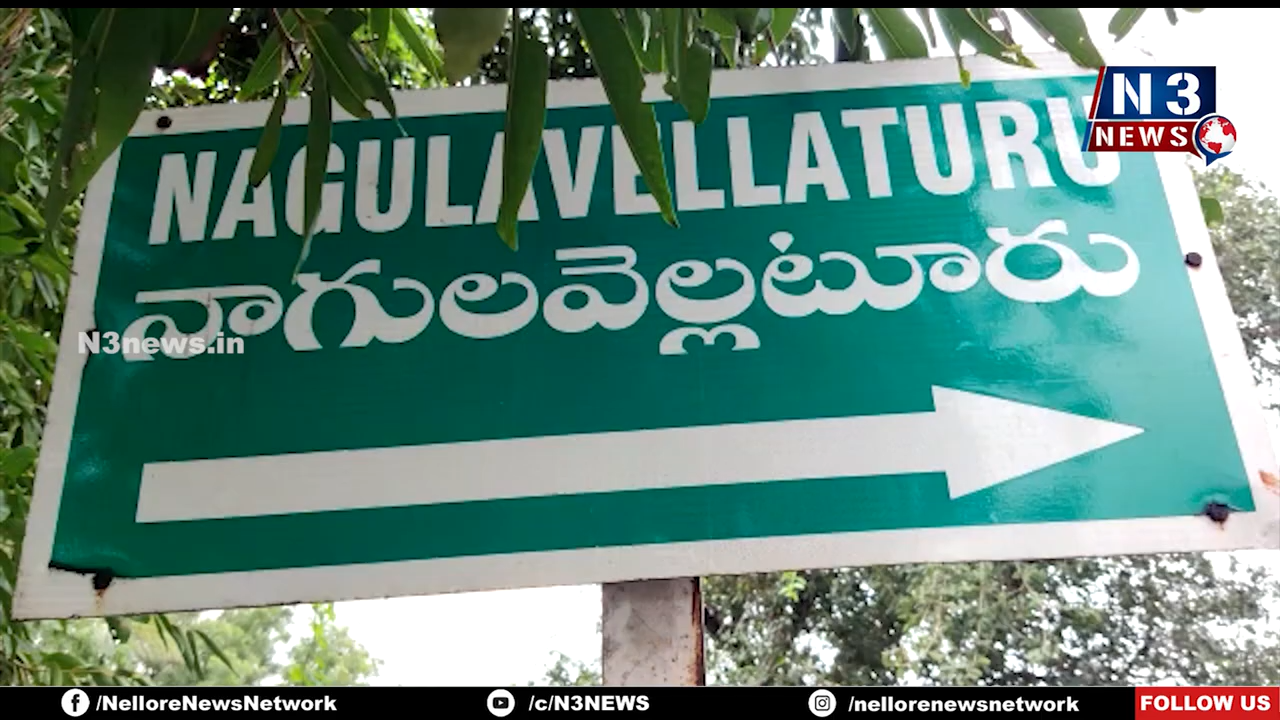 N3
NEWS
NAGULAVELLATURU
నాగులవెల్లటూరు
N3news.in
/NelloreNewsNetwork
/c/N3NEWS
/nellorenewsnetwork
FOLLOW US